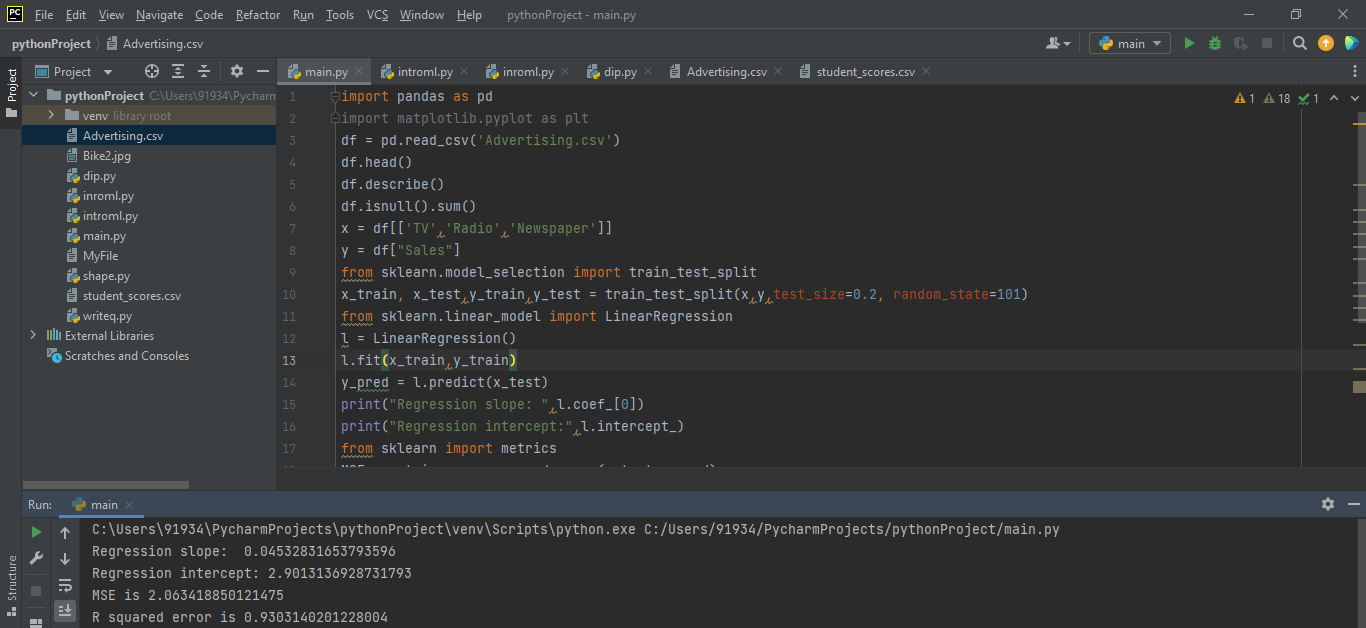 PC File Edit View Navigate Code Refactor Run Tools VCS Window Help pythonProject - main.py
pythonProject Advertising.csv main
Project main.py introml.py inroml.py dip.py Advertising.csv student_scores.csv
Project
pythonProject C:\Users\91934\Pycharm
venv library root
Advertising.csv
Bike2.jpg
dip.py
inroml.py
introml.py
main.py
MyFile
shape.py
student_scores.csv
writeq.py
External Libraries
Scratches and Consoles
1 18 1
1 import pandas as pd
2 import matplotlib.pyplot as plt
3 df = pd.read_csv('Advertising.csv')
4 df.head()
5 df.describe()
6 df.isnull().sum()
7 x = df[['TV','Radio','Newspaper']]
8 y = df["Sales"]
9 from sklearn.model_selection import train_test_split
10 x_train, x_test,y_train,y_test = train_test_split(x,y,test_size=0.2, random_state=101)
11 from sklearn.linear_model import LinearRegression
12 l = LinearRegression()
13 l.fit(x_train,y_train)
14 y_pred = l.predict(x_test)
15 print("Regression slope: ",l.coef_[0])
16 print("Regression intercept:",l.intercept_)
17 from sklearn import metrics
Run: main
C:\Users\91934\PycharmProjects\pythonProject\venv\Scripts\python.exe C:/Users/91934/PycharmProjects/pythonProject/main.py
Regression slope:  0.04532831653793596
Regression intercept: 2.9013136928731793
MSE is 2.063418850121475
R squared error is 0.9303140201228004
Structure